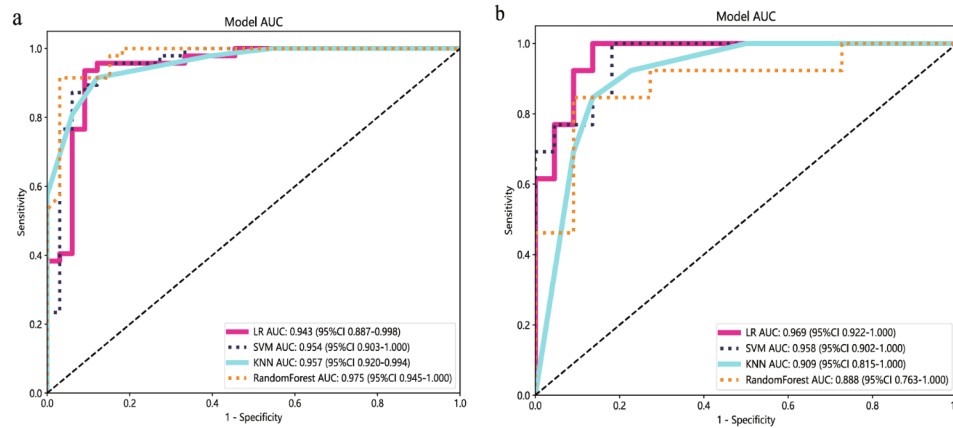 a
Model AUC
1.0
0.8
0.6
0.4
0.2
0.0
Sensitivity
0.2
0.4
0.6
0.8
1.0
1 - Specificity
LR AUC: 0.943 (95%CI 0.887-0.998)
SVM AUC: 0.954 (95%CI 0.903-1.000)
KNN AUC: 0.957 (95%CI 0.920-0.994)
RandomForest AUC: 0.975 (95%CI 0.945-1.000)
b
Model AUC
1.0
0.8
0.6
0.4
0.2
0.0
Sensitivity
0.0
0.2
0.4
0.6
0.8
1.0
1 - Specificity
LR AUC: 0.969 (95%CI 0.922-1.000)
SVM AUC: 0.958 (95%CI 0.902-1.000)
KNN AUC: 0.909 (95%CI 0.815-1.000)
RandomForest AUC: 0.888 (95%CI 0.763-1.000)